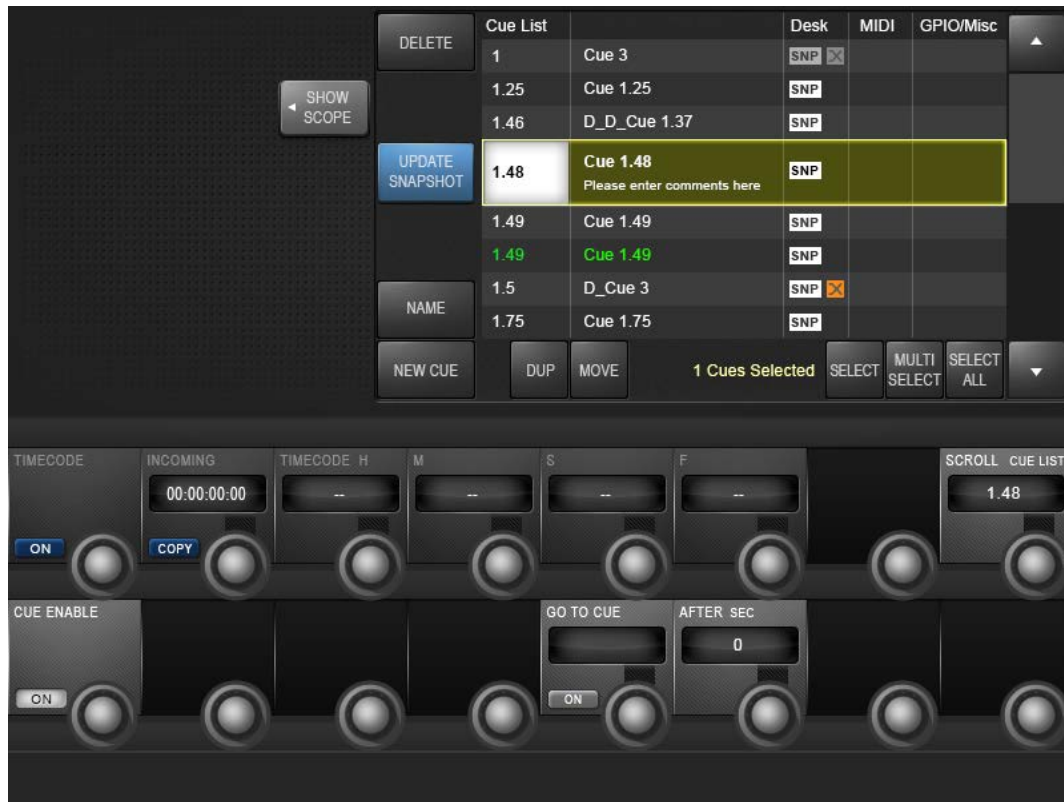 DELETE
Cue List Desk MIDI GPIO/Misc
1 Cue 3 SNP
1.25 Cue 1.25 SNP
SHOW
SCOPE
1.46 D_D_Cue 1.37 SNP
UPDATE
SNAPSHOT
1.48 Cue 1.48 SNP
Please enter comments here
1.49 Cue 1.49 SNP
1.49 Cue 1.49 SNP
NAME
1.5 D_Cue 3 SNP
1.75 Cue 1.75 SNP
NEW CUE DUP MOVE 1 Cues Selected SELECT
MULTI
SELECT
SELECT
ALL
TIMECODE INCOMING TIMECODE H M S F SCROLL CUE LIST
00:00:00:00 -- -- -- -- 1.48
ON COPY
CUE ENABLE GO TO CUE AFTER SEC
0
ON ON